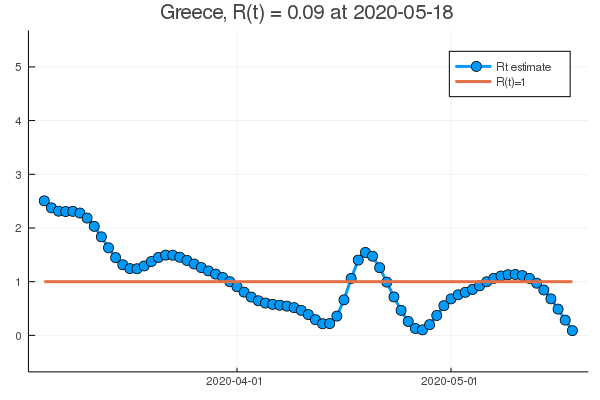 Greece, R(t) = 0.09 at 2020-05-18
5
4
3
2
1
0
Rt estimate
R(t)=1
2020-04-01
2020-05-01